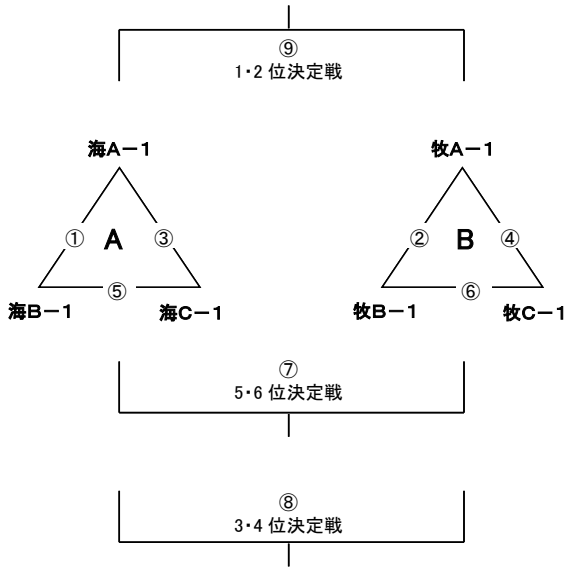 ⑨
1・2 位決定戦
海A－1
牧A－1
① A ③
② B ④
⑤
⑥
海B－1
海C－1
牧B－1
牧C－1
⑦
5・6 位決定戦
⑧
3・4 位決定戦